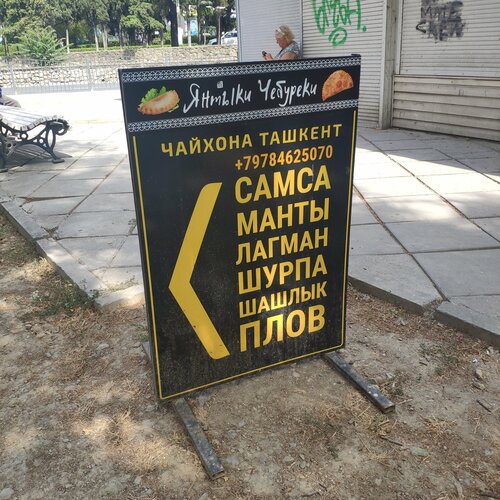 Янтыки Чебуреки
ЧАЙХОНА ТАШКЕНТ
+79784625070
САМСА
МАНТЫ
ЛАГМАН
ШУРПА
ШАШЛЫК
ПЛОВ